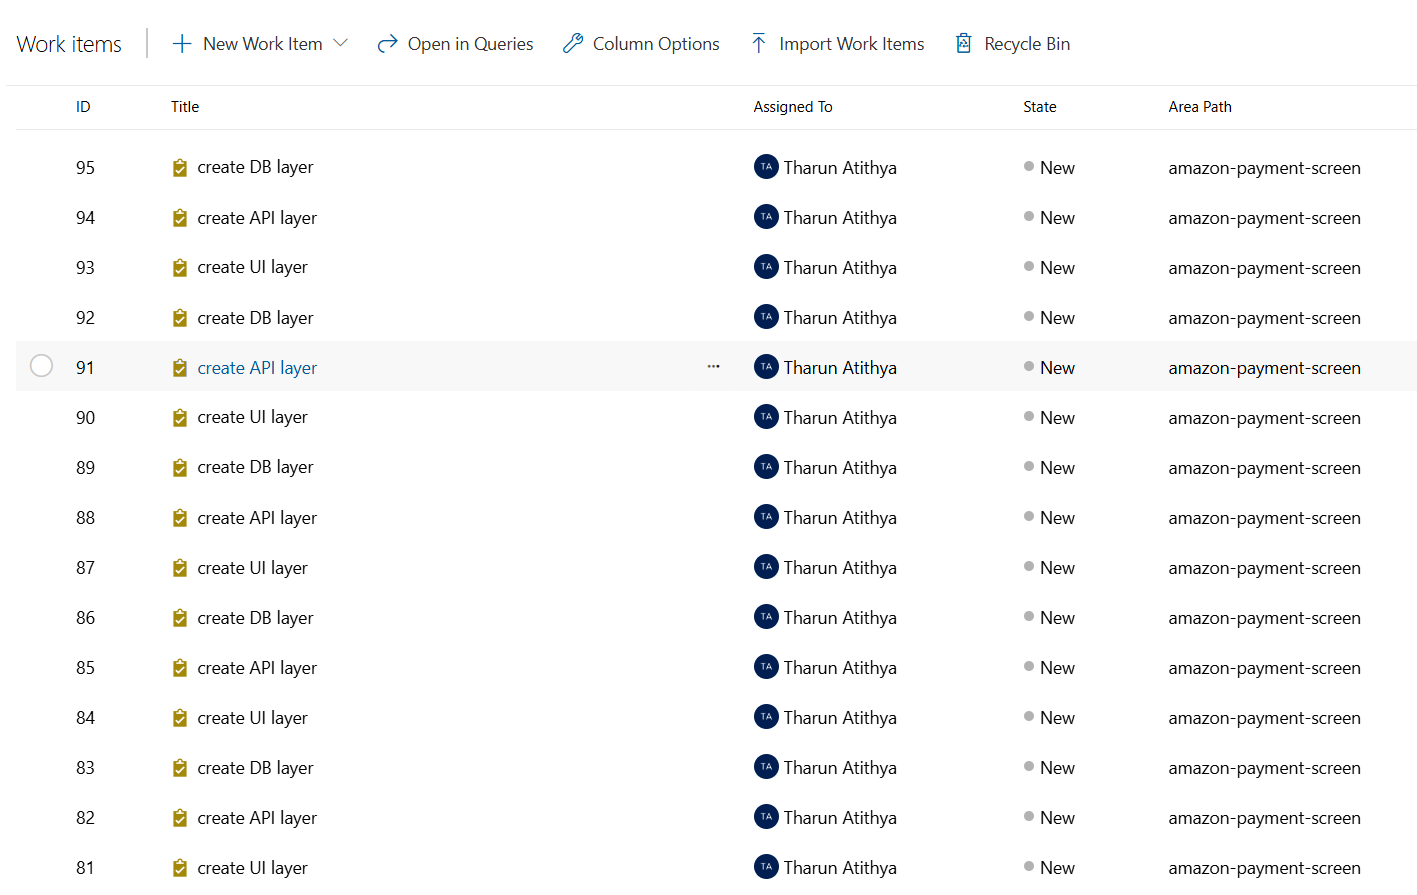 Work items New Work Item Open in Queries Column Options Import Work Items Recycle Bin
ID Title Assigned To State Area Path
95 create DB layer TA Tharun Atithya New amazon-payment-screen
94 create API layer TA Tharun Atithya New amazon-payment-screen
93 create UI layer TA Tharun Atithya New amazon-payment-screen
92 create DB layer TA Tharun Atithya New amazon-payment-screen
91 create API layer ... TA Tharun Atithya New amazon-payment-screen
90 create UI layer TA Tharun Atithya New amazon-payment-screen
89 create DB layer TA Tharun Atithya New amazon-payment-screen
88 create API layer TA Tharun Atithya New amazon-payment-screen
87 create UI layer TA Tharun Atithya New amazon-payment-screen
86 create DB layer TA Tharun Atithya New amazon-payment-screen
85 create API layer TA Tharun Atithya New amazon-payment-screen
84 create UI layer TA Tharun Atithya New amazon-payment-screen
83 create DB layer TA Tharun Atithya New amazon-payment-screen
82 create API layer TA Tharun Atithya New amazon-payment-screen
81 create UI layer TA Tharun Atithya New amazon-payment-screen